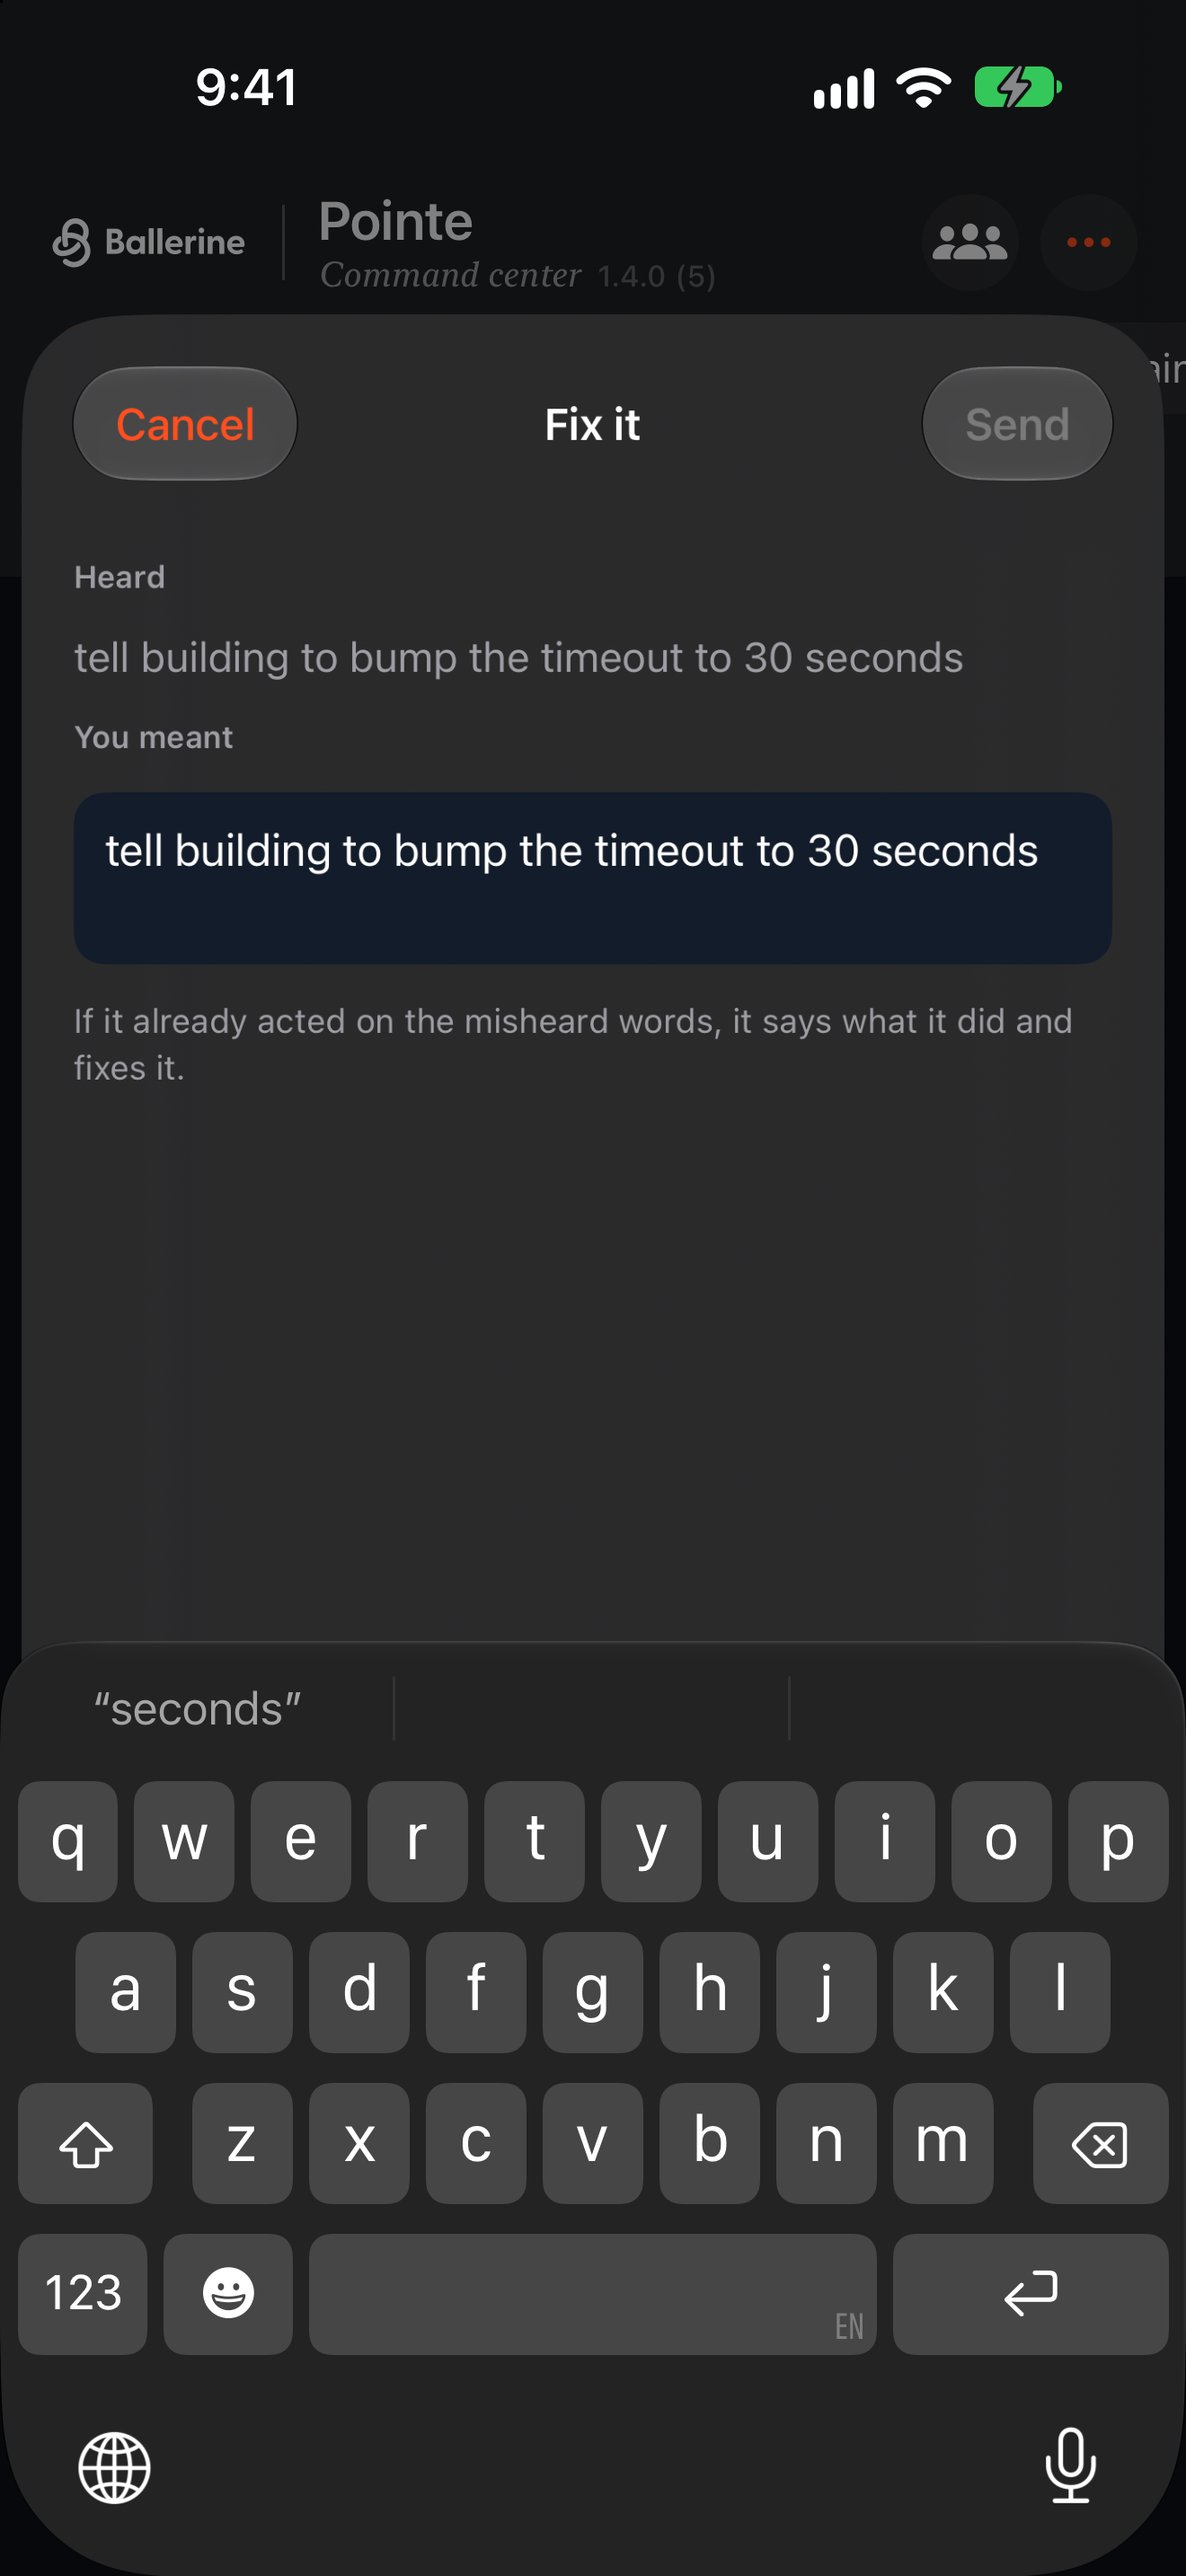 9:41
Ballerine
Pointe
Command center 1.4.0 (5)
Cancel
Fix it
Send
Heard
tell building to bump the timeout to 30 seconds
You meant
tell building to bump the timeout to 30 seconds
If it already acted on the misheard words, it says what it did and
fixes it.
“seconds”
q w e r t y u i o p
a s d f g h j k l
z x c v b n m
123
EN